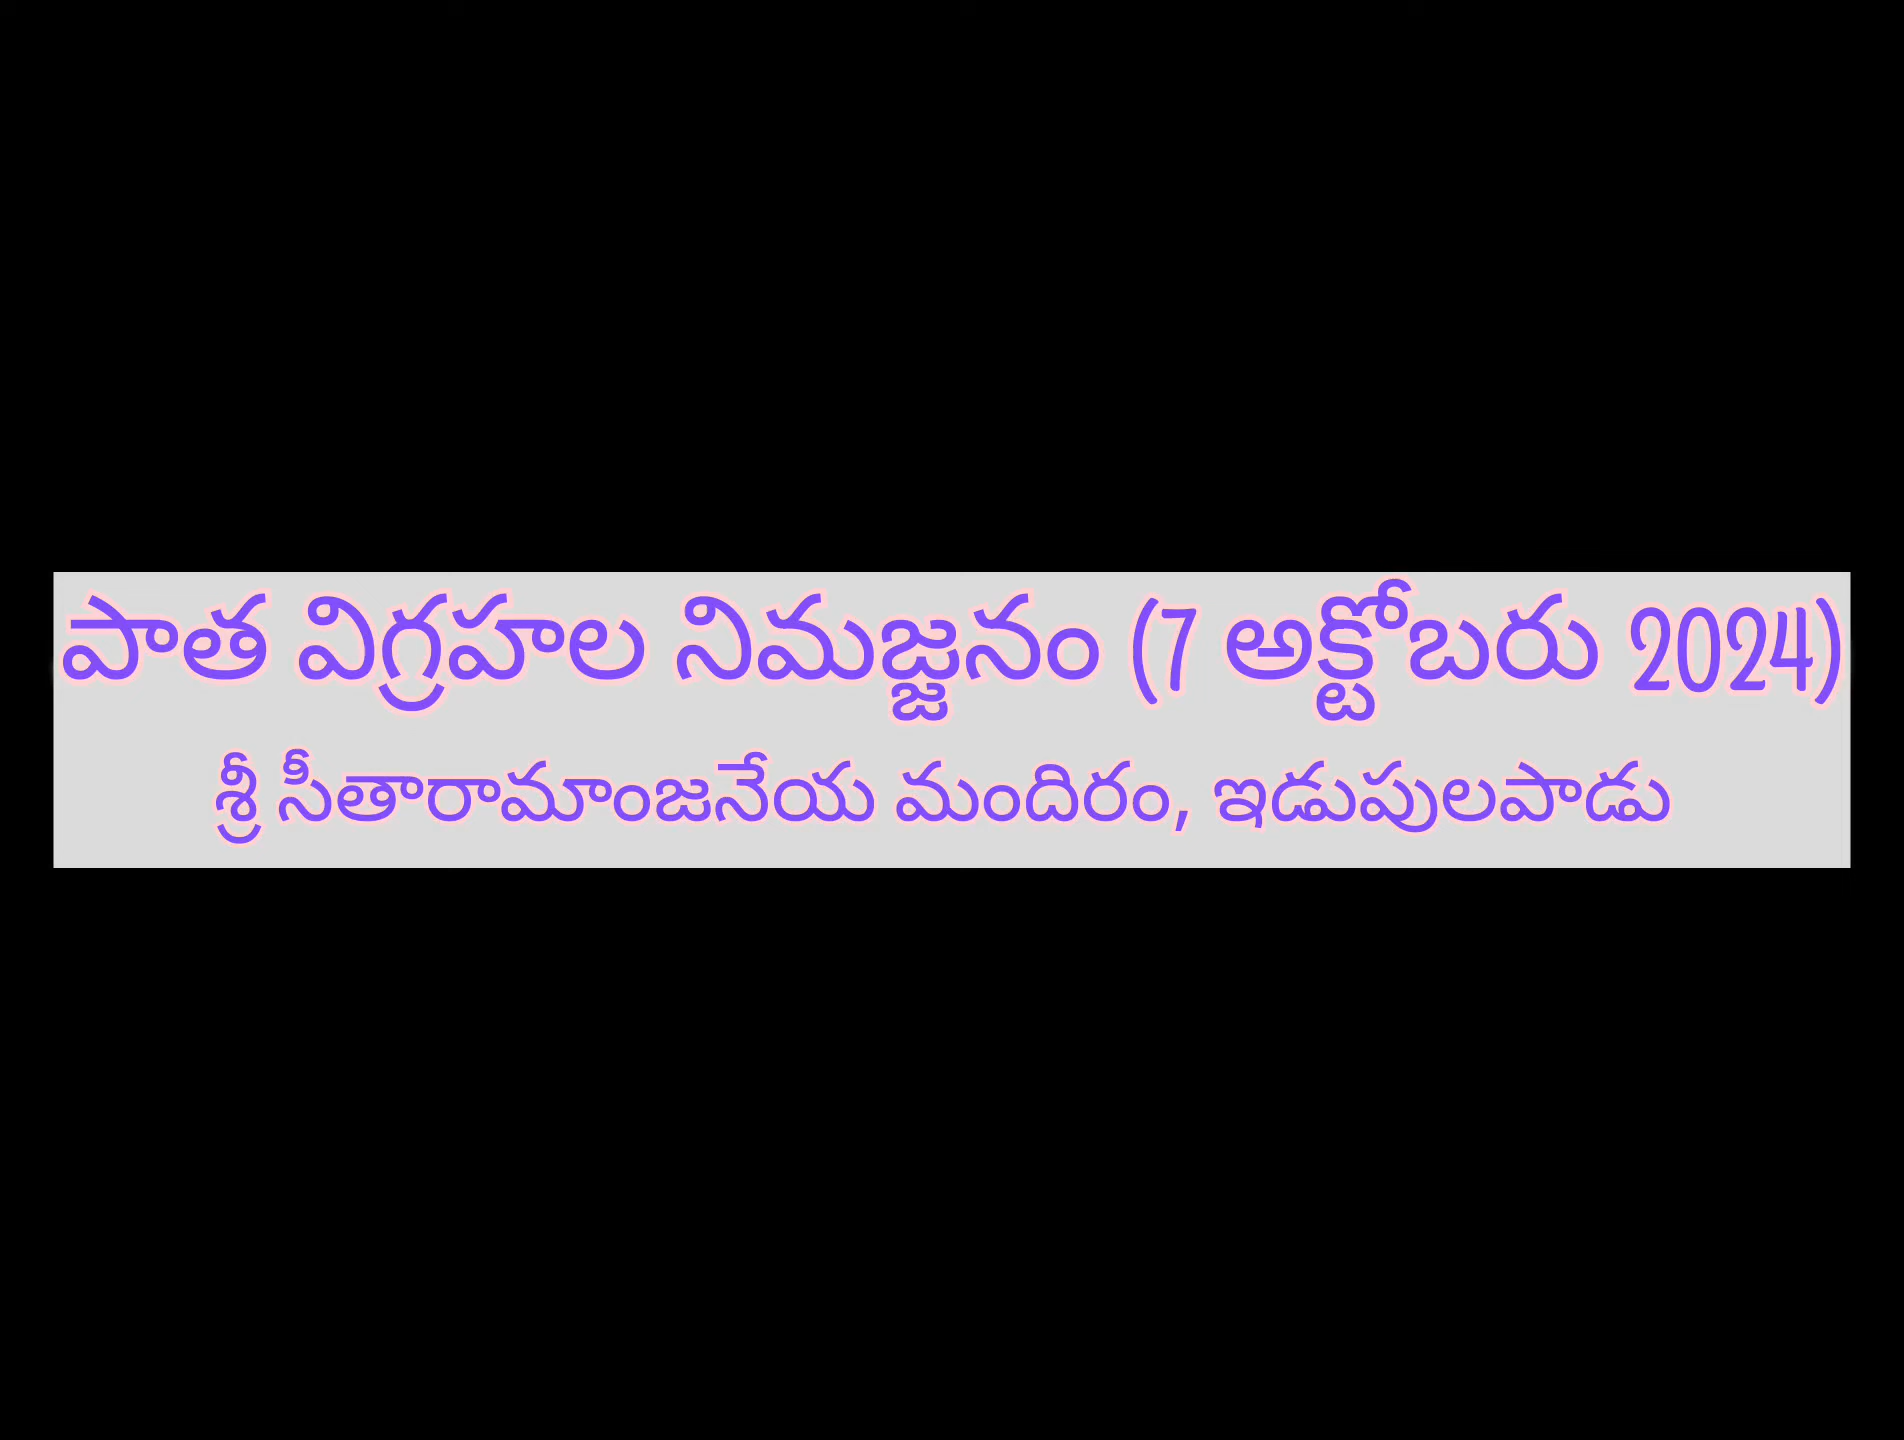 పాత విగ్రహాల నిమజ్జనం (7 అక్టోబరు 2024)
శ్రీ సీతారామాంజనేయ మందిరం, ఇడుపులపాడు